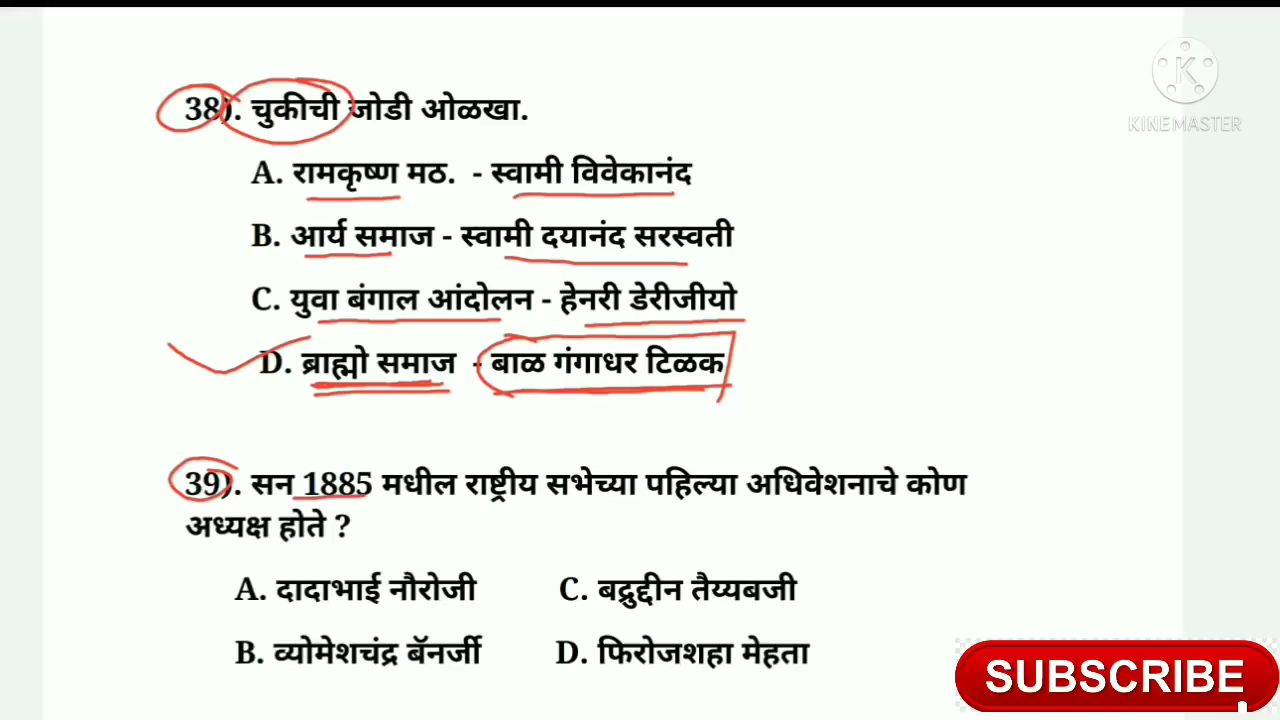 KINEMASTER
38). चुकीची जोडी ओळखा.
A. रामकृष्ण मठ. - स्वामी विवेकानंद
B. आर्य समाज - स्वामी दयानंद सरस्वती
C. युवा बंगाल आंदोलन - हेनरी डेरीजीयो
D. ब्राह्मो समाज - बाळ गंगाधर टिळक
39). सन 1885 मधील राष्ट्रीय सभेच्या पहिल्या अधिवेशनाचे कोण
अध्यक्ष होते ?
A. दादाभाई नौरोजी C. बद्रुद्दीन तैय्यबजी
B. व्योमेशचंद्र बॅनर्जी D. फिरोजशहा मेहता
SUBSCRIBE